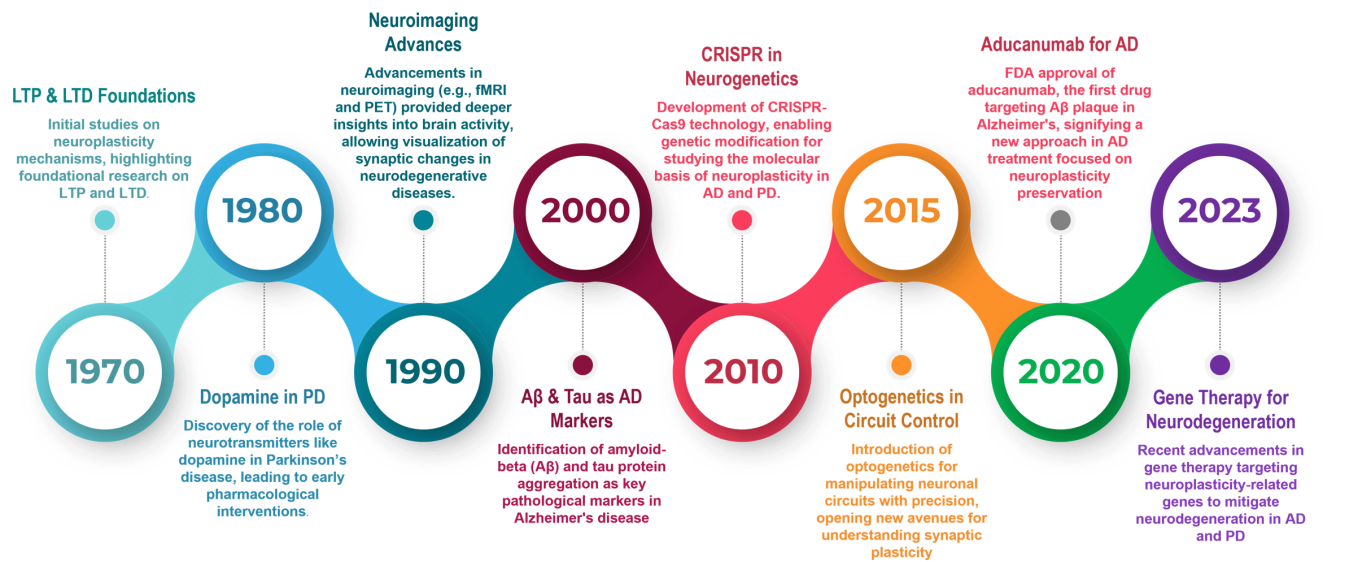 LTP & LTD Foundations
Initial studies on
neuroplasticity
mechanisms, highlighting
foundational research on
LTP and LTD.
1970
1980
Dopamine in PD
Discovery of the role of
neurotransmitters like
dopamine in Parkinson's
disease, leading to early
pharmacological
interventions.
Neuroimaging
Advances
Advancements in
neuroimaging (e.g., fMRI
and PET) provided deeper
insights into brain activity,
allowing visualization of
synaptic changes in
neurodegenerative
diseases.
1990
2000
Aβ & Tau as AD
Markers
Identification of amyloid-
beta (Aβ) and tau protein
aggregation as key
pathological markers in
Alzheimer's disease
CRISPR in
Neurogenetics
Development of CRISPR-
Cas9 technology, enabling
genetic modification for
studying the molecular
basis of neuroplasticity in
AD and PD.
2010
2015
Optogenetics in
Circuit Control
Introduction of
optogenetics for
manipulating neuronal
circuits with precision,
opening new avenues for
understanding synaptic
plasticity
Aducanumab for AD
FDA approval of
aducanumab, the first drug
targeting Aβ plaque in
Alzheimer's, signifying a
new approach in AD
treatment focused on
neuroplasticity
preservation
2020
2023
Gene Therapy for
Neurodegeneration
Recent advancements in
gene therapy targeting
neuroplasticity-related
genes to mitigate
neurodegeneration in AD
and PD